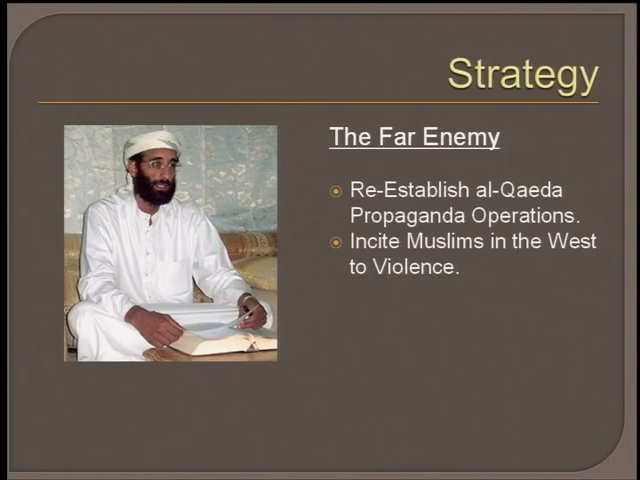 Strategy
The Far Enemy
Re-Establish al-Qaeda
Propaganda Operations.
Incite Muslims in the West
to Violence.